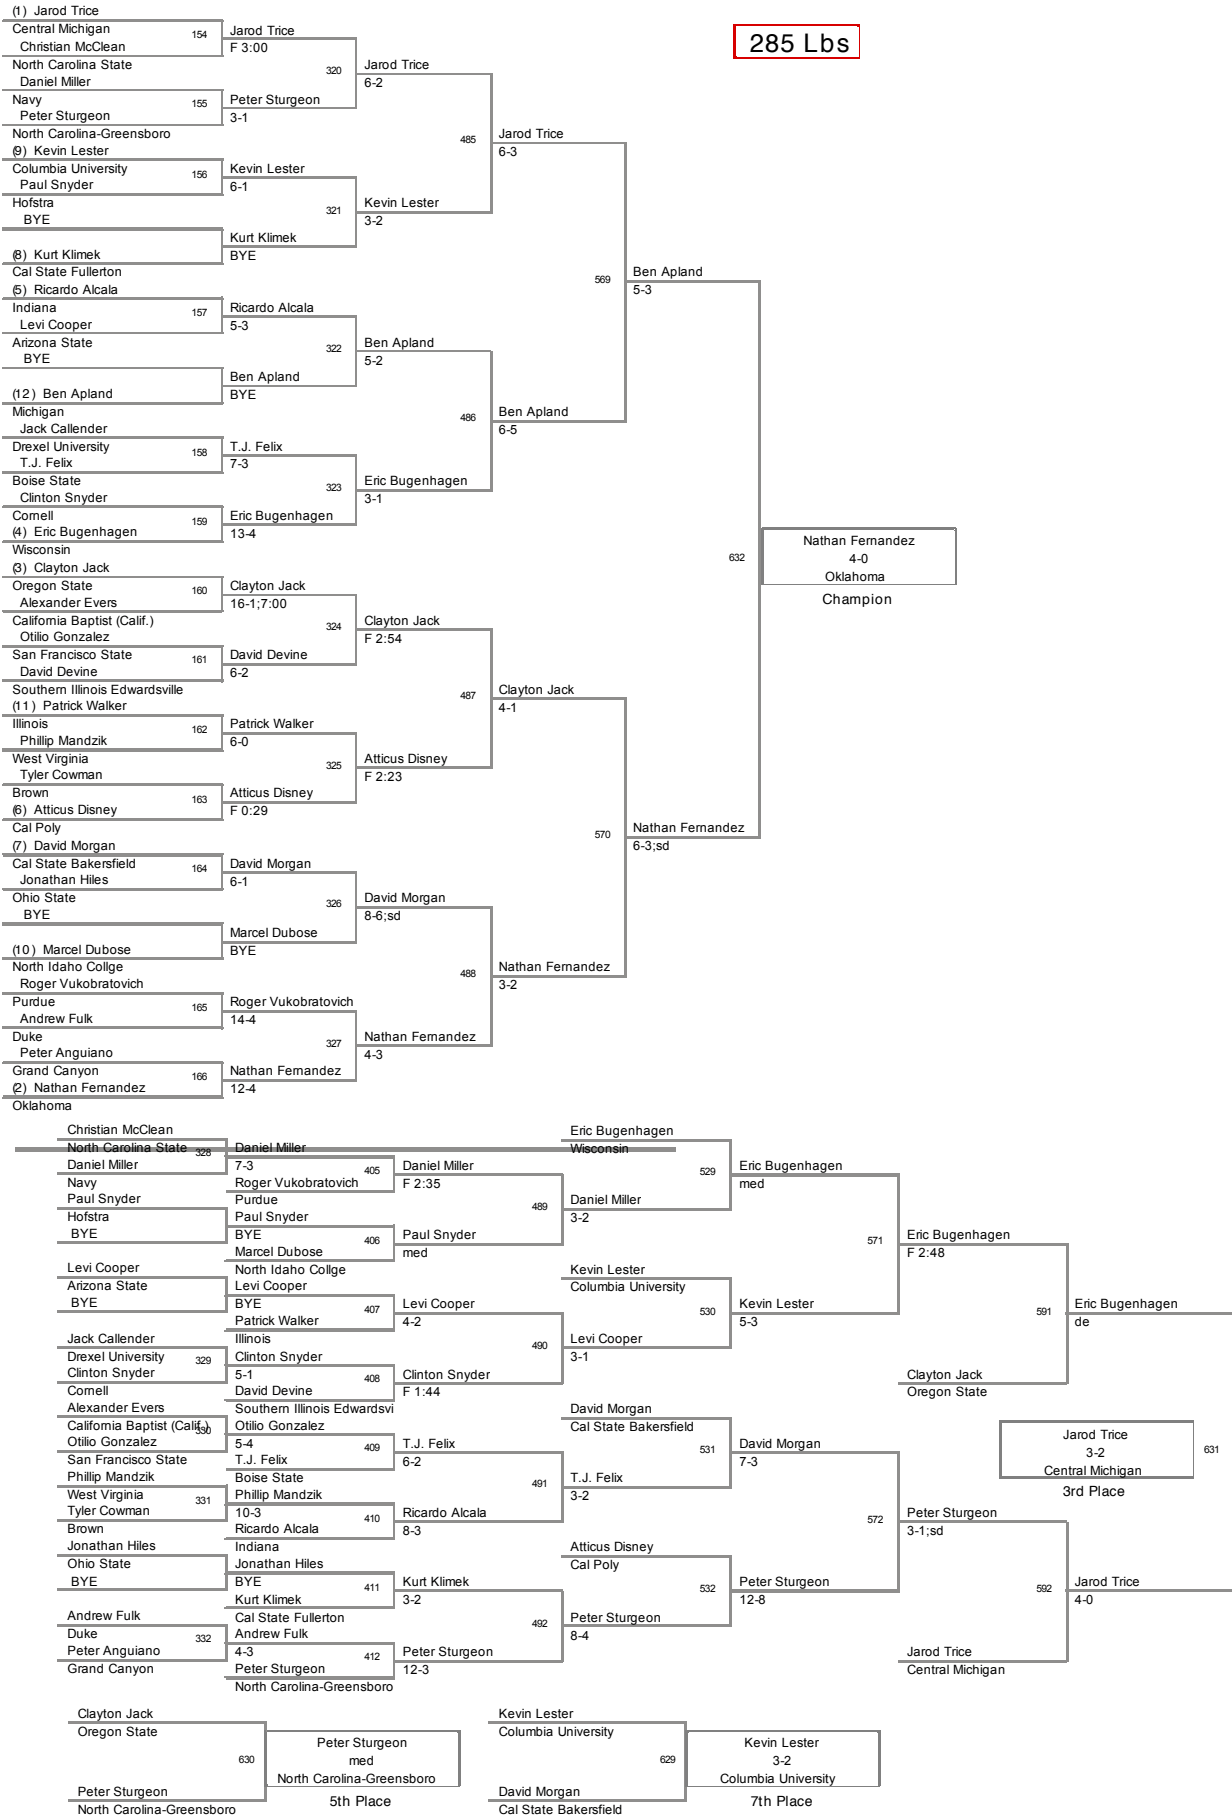 (1) Jarod Trice
Central Michigan
154
Jarod Trice
Christian McClean
F 3:00
285 Lbs
North Carolina State
320
Jarod Trice
Daniel Miller
6-2
Navy
155
Peter Sturgeon
Peter Sturgeon
3-1
North Carolina-Greensboro
485
Jarod Trice
(9) Kevin Lester
6-3
Columbia University
156
Kevin Lester
Paul Snyder
6-1
Hofstra
321
Kevin Lester
BYE
3-2
Kurt Klimek
(8) Kurt Klimek
BYE
Cal State Fullerton
569
Ben Apland
(5) Ricardo Alcala
5-3
Indiana
157
Ricardo Alcala
Levi Cooper
5-3
Arizona State
322
Ben Apland
BYE
5-2
Ben Apland
(12) Ben Apland
BYE
Michigan
486
Ben Apland
Jack Callender
6-5
Drexel University
158
T.J. Felix
T.J. Felix
7-3
Boise State
323
Eric Bugenhagen
Clinton Snyder
3-1
Cornell
159
Eric Bugenhagen
(4) Eric Bugenhagen
13-4
Wisconsin
632
Nathan Fernandez
4-0
Oklahoma
Champion
(3) Clayton Jack
Oregon State
160
Clayton Jack
Alexander Evers
16-1;7:00
California Baptist (Calif.)
324
Clayton Jack
Otilio Gonzalez
F 2:54
San Francisco State
161
David Devine
David Devine
6-2
Southern Illinois Edwardsville
487
Clayton Jack
(11) Patrick Walker
4-1
Illinois
162
Patrick Walker
Phillip Mandzik
6-0
West Virginia
325
Atticus Disney
Tyler Cowman
F 2:23
Brown
163
Atticus Disney
(6) Atticus Disney
F 0:29
Cal Poly
570
Nathan Fernandez
(7) David Morgan
6-3;sd
Cal State Bakersfield
164
David Morgan
Jonathan Hiles
6-1
Ohio State
326
David Morgan
BYE
8-6;sd
Marcel Dubose
(10) Marcel Dubose
BYE
North Idaho Collge
488
Nathan Fernandez
Roger Vukobratovich
3-2
Purdue
165
Roger Vukobratovich
Andrew Fulk
14-4
Duke
327
Nathan Fernandez
Peter Anguiano
4-3
Grand Canyon
166
Nathan Fernandez
(2) Nathan Fernandez
12-4
Oklahoma
Christian McClean
Eric Bugenhagen
North Carolina State
328
Daniel Miller
Wisconsin
Daniel Miller
7-3
405
Daniel Miller
529
Eric Bugenhagen
Navy
Roger Vukobratovich
F 2:35
med
Paul Snyder
Purdue
489
Daniel Miller
Hofstra
Paul Snyder
3-2
BYE
BYE
406
Paul Snyder
571
Eric Bugenhagen
Marcel Dubose
med
F 2:48
Levi Cooper
North Idaho Collge
Kevin Lester
Arizona State
Levi Cooper
Columbia University
BYE
BYE
407
Levi Cooper
530
Kevin Lester
591
Eric Bugenhagen
Patrick Walker
4-2
5-3
de
Jack Callender
Illinois
490
Levi Cooper
Drexel University
329
Clinton Snyder
3-1
Clinton Snyder
5-1
408
Clinton Snyder
Clayton Jack
Cornell
David Devine
F 1:44
Oregon State
Alexander Evers
Southern Illinois Edwardsvi
David Morgan
California Baptist (Calif.)
330
Otilio Gonzalez
Cal State Bakersfield
Otilio Gonzalez
5-4
409
T.J. Felix
531
David Morgan
Jarod Trice
3-2
Central Michigan
631
San Francisco State
T.J. Felix
6-2
7-3
Phillip Mandzik
Boise State
491
T.J. Felix
3rd Place
West Virginia
331
Phillip Mandzik
3-2
Tyler Cowman
10-3
410
Ricardo Alcala
572
Peter Sturgeon
Brown
Ricardo Alcala
8-3
3-1;sd
Jonathan Hiles
Indiana
Atticus Disney
Ohio State
Jonathan Hiles
Cal Poly
BYE
BYE
411
Kurt Klimek
532
Peter Sturgeon
592
Jarod Trice
Kurt Klimek
3-2
12-8
4-0
Andrew Fulk
Cal State Fullerton
492
Peter Sturgeon
Duke
332
Andrew Fulk
8-4
Peter Anguiano
4-3
412
Peter Sturgeon
Jarod Trice
Grand Canyon
Peter Sturgeon
12-3
Central Michigan
North Carolina-Greensboro
Clayton Jack
Kevin Lester
Oregon State
Columbia University
630
Peter Sturgeon
med
North Carolina-Greensboro
629
Kevin Lester
3-2
Columbia University
Peter Sturgeon
5th Place
David Morgan
7th Place
North Carolina-Greensboro
Cal State Bakersfield